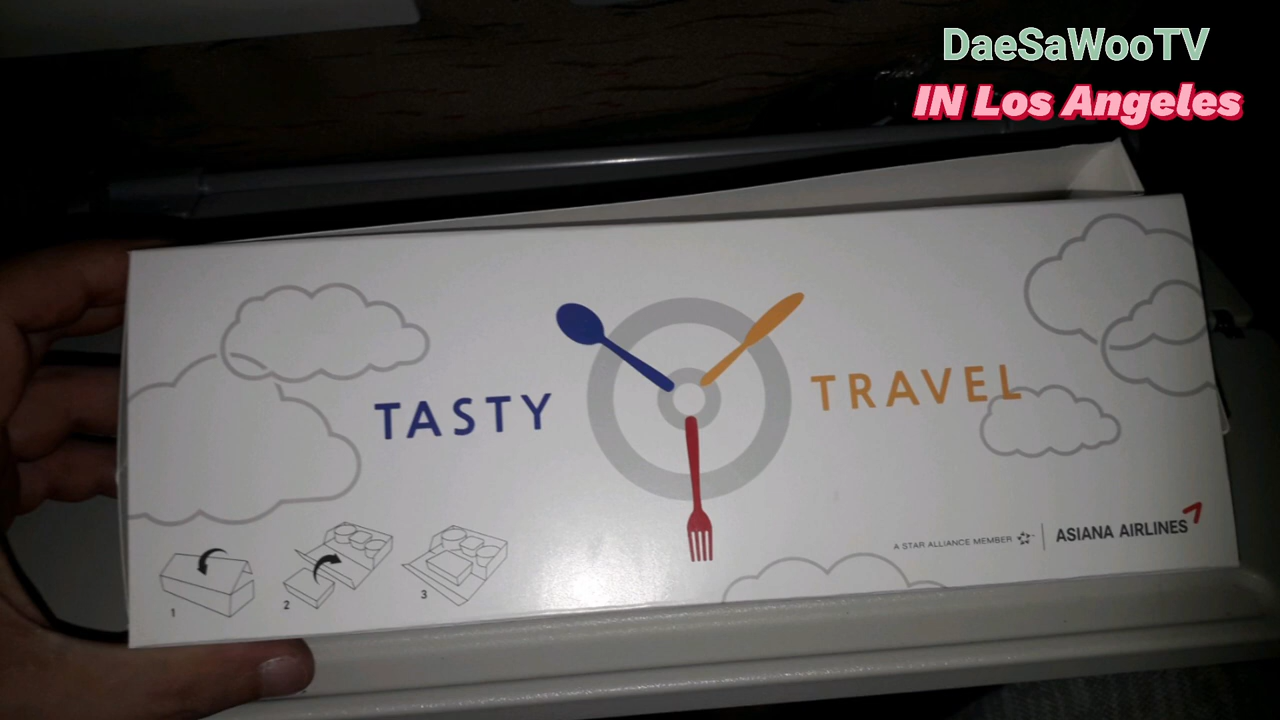 DaeSaWooTV
IN Los Angeles
TASTY
TRAVEL
A STAR ALLIANCE MEMBER
ASIANA AIRLINES
1
2
3